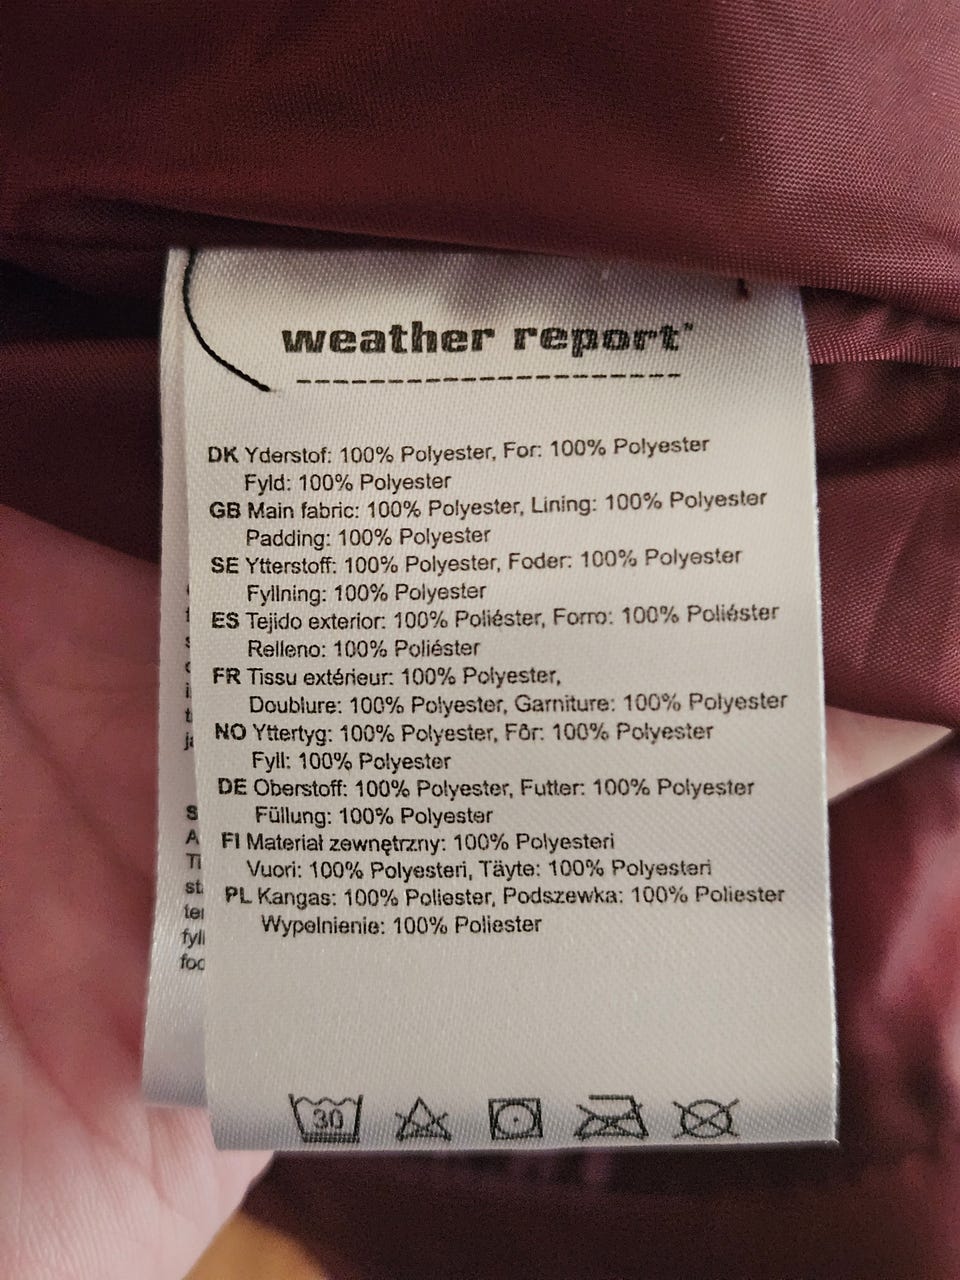 weather report
DK Yderstof: 100% Polyester, For: 100% Polyester
Fyld: 100% Polyester
GB Main fabric: 100% Polyester, Lining: 100% Polyester
Padding: 100% Polyester
SE Ytterstoff: 100% Polyester, Foder: 100% Polyester
Fyllning: 100% Polyester
ES Tejido exterior: 100% Poliéster, Forro: 100% Poliéster
Relleno: 100% Poliéster
FR Tissu extérieur: 100% Polyester,
Doublure: 100% Polyester, Garniture: 100% Polyester
NO Yttertyg: 100% Polyester, Fôr: 100% Polyester
Fyll: 100% Polyester
DE Oberstoff: 100% Polyester, Futter: 100% Polyester
Füllung: 100% Polyester
FI Materiał zewnętrzny: 100% Polyesteri
Vuori: 100% Polyesteri, Täyte: 100% Polyesteri
PL Kangas: 100% Poliester, Podszewka: 100% Poliester
Wypełnienie: 100% Poliester
30